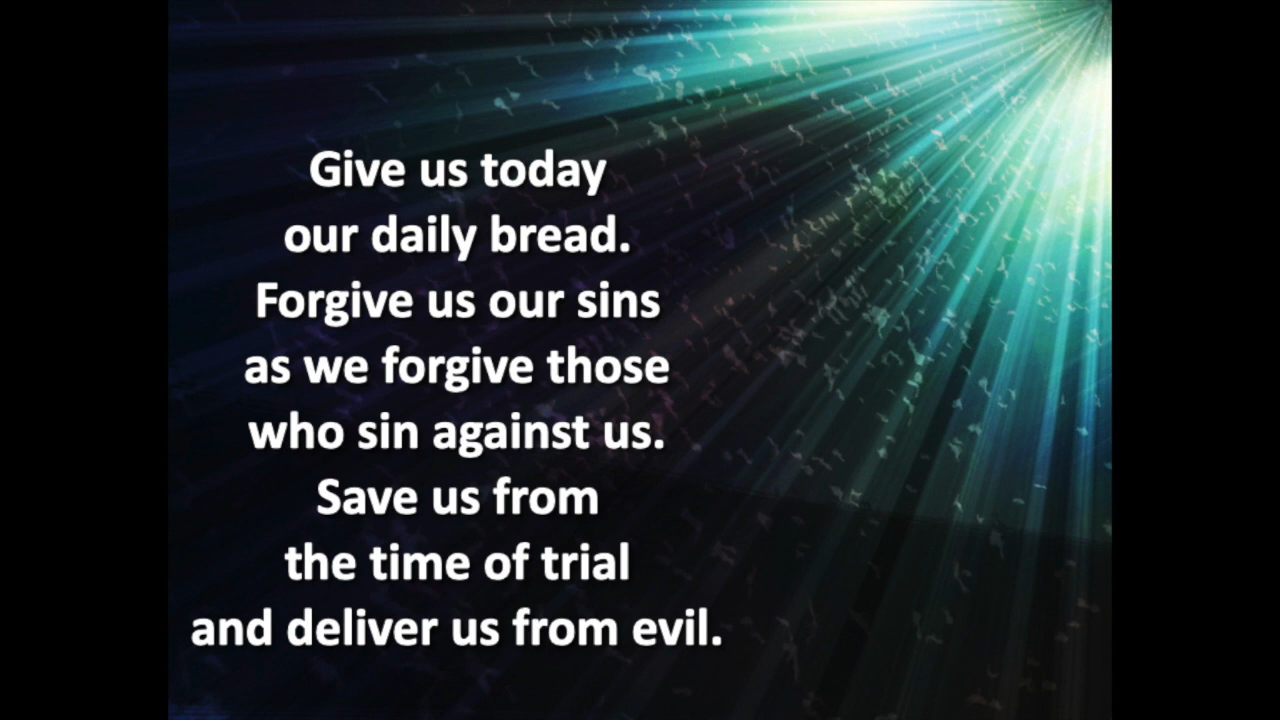 Give us today
our daily bread.
Forgive us our sins
as we forgive those
who sin against us.
Save us from
the time of trial
and deliver us from evil.